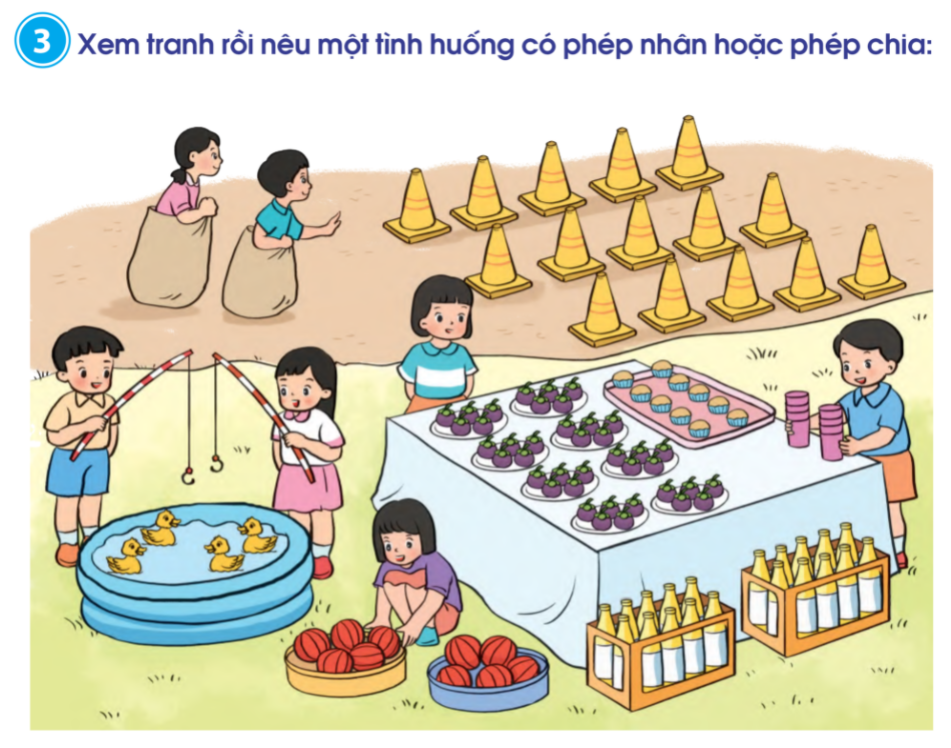 3 Xem tranh rồi nêu một tình huống có phép nhân hoặc phép chia: